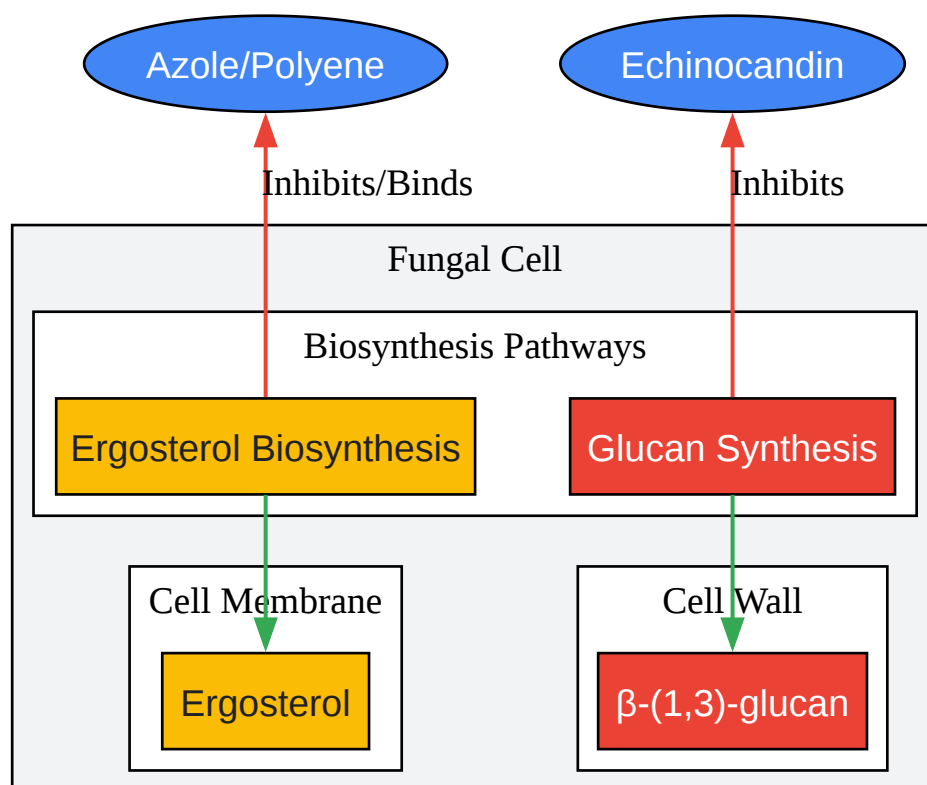 Azole/Polyene
Echinocandin
Inhibits/Binds
Inhibits
Fungal Cell
Biosynthesis Pathways
Ergosterol Biosynthesis
Glucan Synthesis
Cell Membrane
Cell Wall
Ergosterol
β-(1,3)-glucan